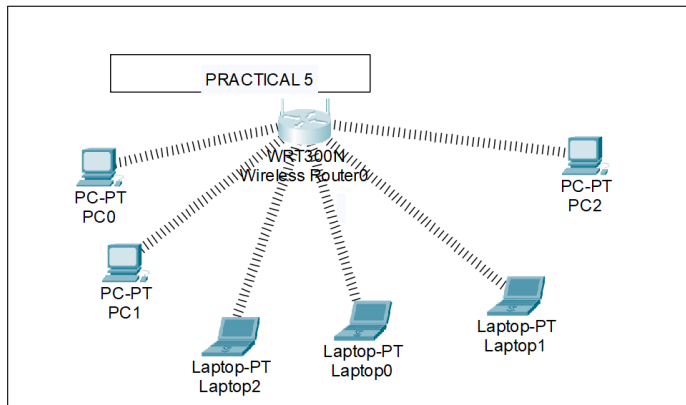 PRACTICAL 5
WRT300N
Wireless Router0
PC-PT
PC0
PC-PT
PC2
PC-PT
PC1
Laptop-PT
Laptop2
Laptop-PT
Laptop0
Laptop-PT
Laptop1